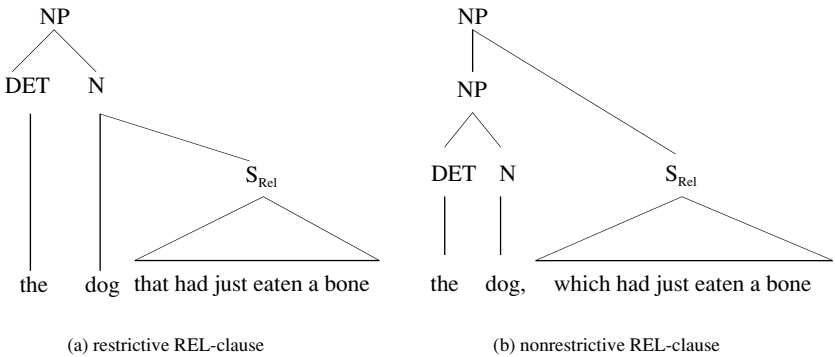 NP NP
DET N
NP
DET N
S_Rel S_Rel
the dog that had just eaten a bone the dog, which had just eaten a bone
(a) restrictive REL-clause (b) nonrestrictive REL-clause